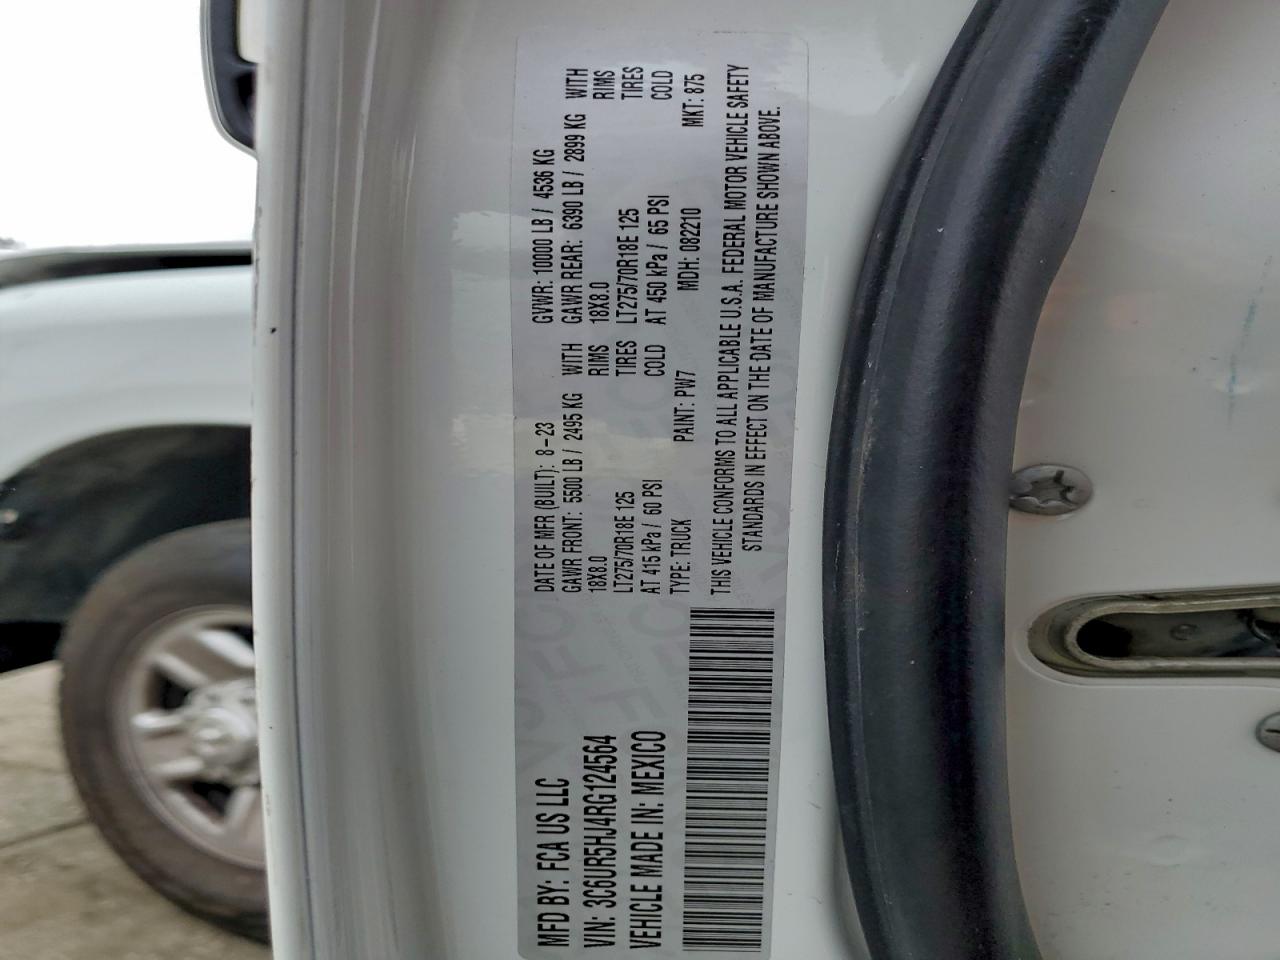 MFD BY: FCA US LLC
VIN: 3C6UR5HJ4RG124564
VEHICLE MADE IN: MEXICO
DATE OF MFR (BUILT): 8-23 GVWR: 10000 LB / 4536 KG
GAWR FRONT: 5500 LB / 2495 KG WITH GAWR REAR: 6390 LB / 2899 KG WITH
18X8.0 RIMS 18X8.0 RIMS
LT275/70R18E 125 TIRES LT275/70R18E 125 TIRES
AT 415 kPa / 60 PSI COLD AT 450 kPa / 65 PSI COLD
TYPE: TRUCK PAINT: PW7 MDH: 082210 MKT: 875
THIS VEHICLE CONFORMS TO ALL APPLICABLE U.S.A. FEDERAL MOTOR VEHICLE SAFETY
STANDARDS IN EFFECT ON THE DATE OF MANUFACTURE SHOWN ABOVE.